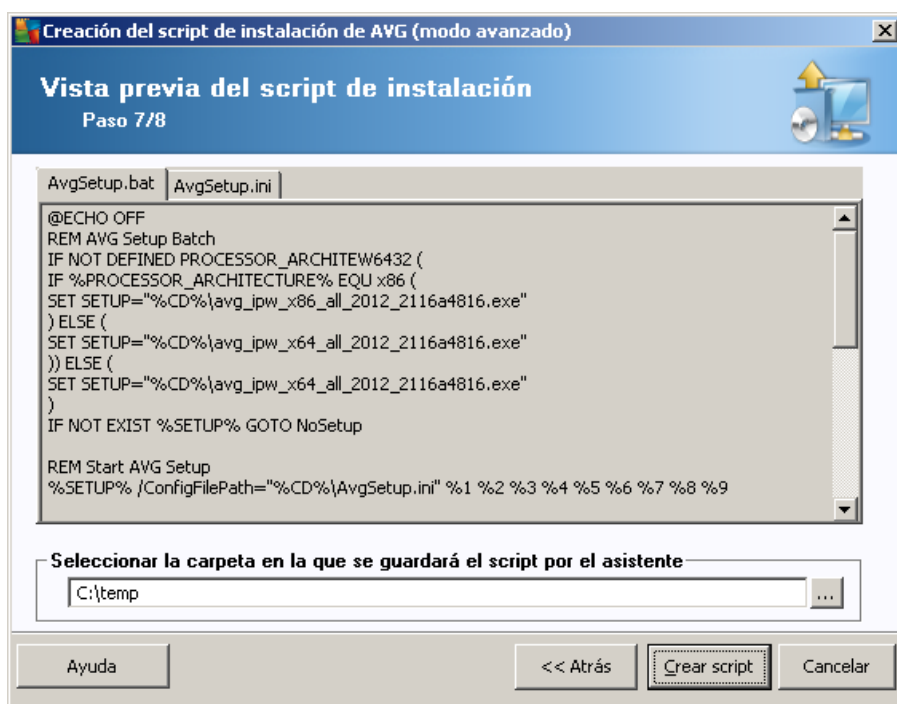 Creación del script de instalación de AVG (modo avanzado)
Vista previa del script de instalación
Paso 7/8
AvgSetup.bat
AvgSetup.ini
@ECHO OFF
REM AVG Setup Batch
IF NOT DEFINED PROCESSOR_ARCHITEW6432 (
IF %PROCESSOR_ARCHITECTURE% EQU x86 (
SET SETUP="%CD%\avg_ipw_x86_all_2012_2116a4816.exe"
) ELSE (
SET SETUP="%CD%\avg_ipw_x64_all_2012_2116a4816.exe"
)) ELSE (
SET SETUP="%CD%\avg_ipw_x64_all_2012_2116a4816.exe"
)
IF NOT EXIST %SETUP% GOTO NoSetup
REM Start AVG Setup
%SETUP% /ConfigFilePath="%CD%\AvgSetup.ini" %1 %2 %3 %4 %5 %6 %7 %8 %9
Seleccionar la carpeta en la que se guardará el script por el asistente
C:\temp
...
Ayuda
<< Atrás
Crear script
Cancelar